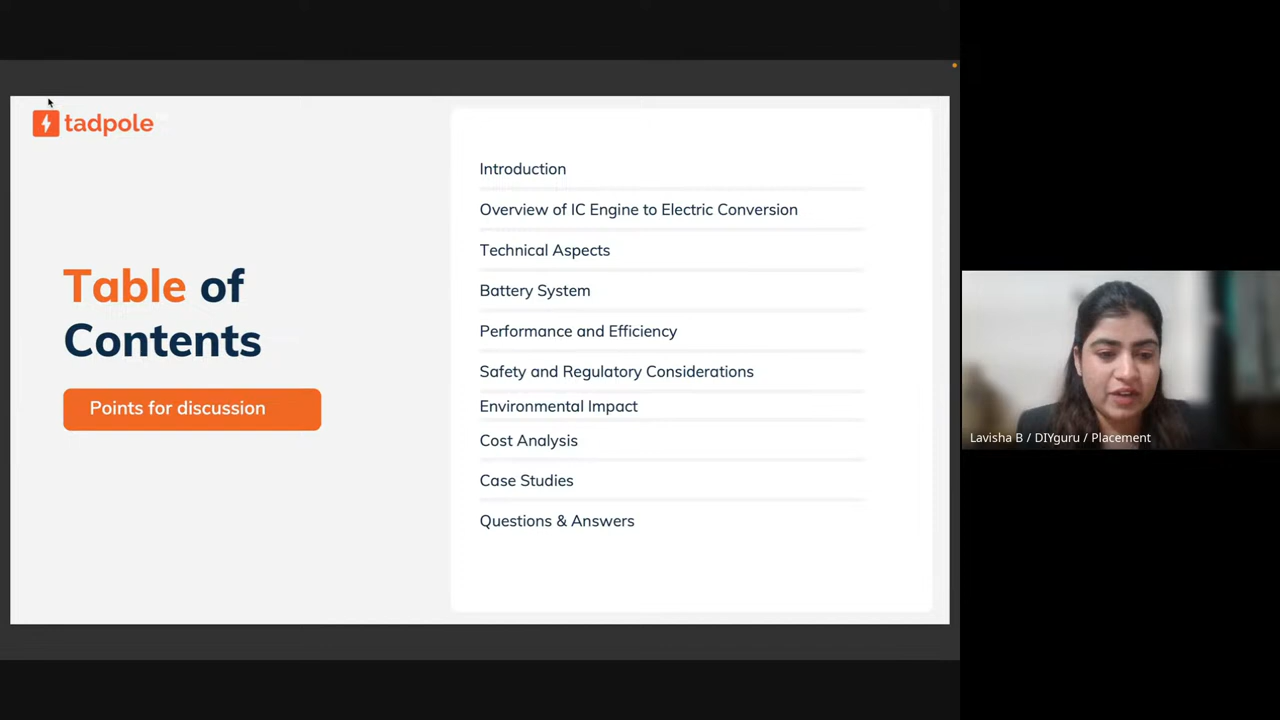 tadpole
Table of
Contents
Points for discussion
Introduction
Overview of IC Engine to Electric Conversion
Technical Aspects
Battery System
Performance and Efficiency
Safety and Regulatory Considerations
Environmental Impact
Cost Analysis
Case Studies
Questions & Answers
Lavisha B / DIYguru / Placement